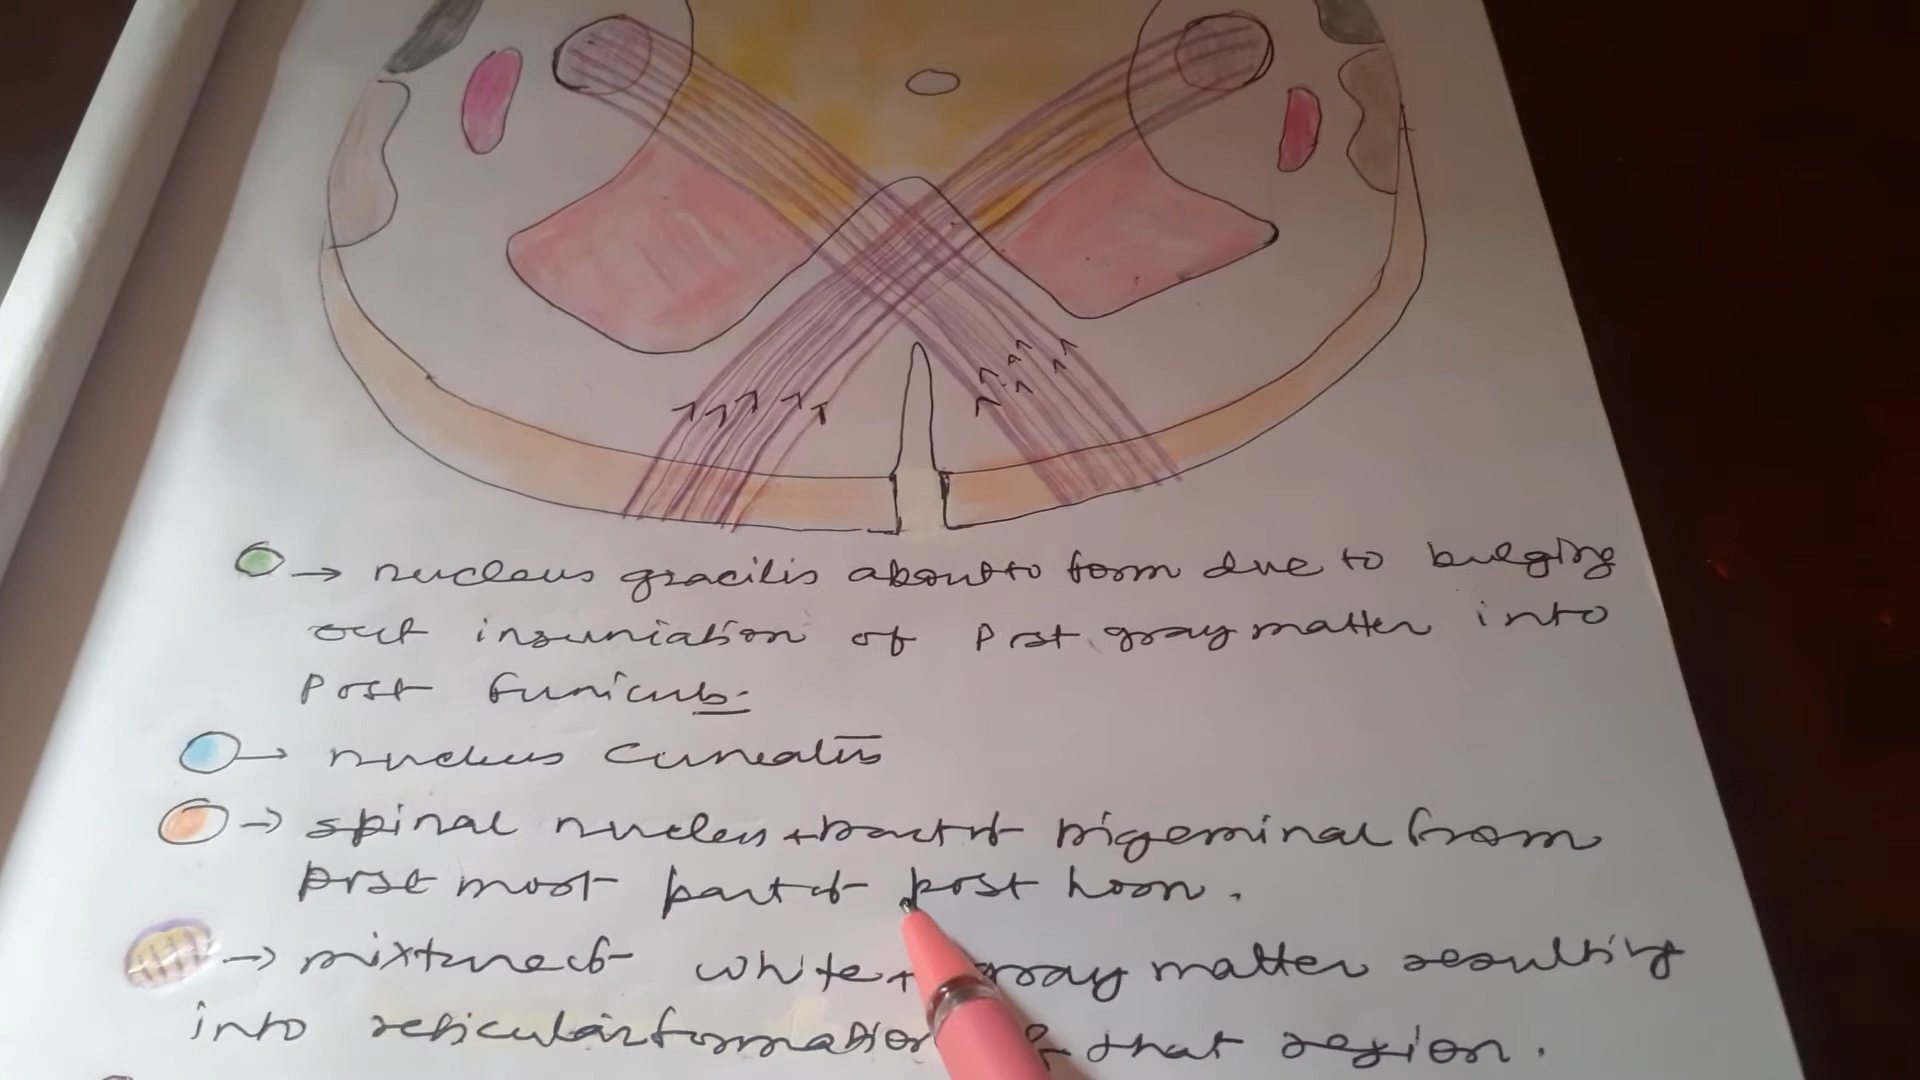 → nucleus gracilis about to form due to bulging
out insuniation of Post gray matter into
Post funiculs
→ nucleus cuneatus
→ spinal nucleus + tract of trigeminal from
post most part of post horn.
→ mixture of white + gray matter resulting
into reticular formation of that region.